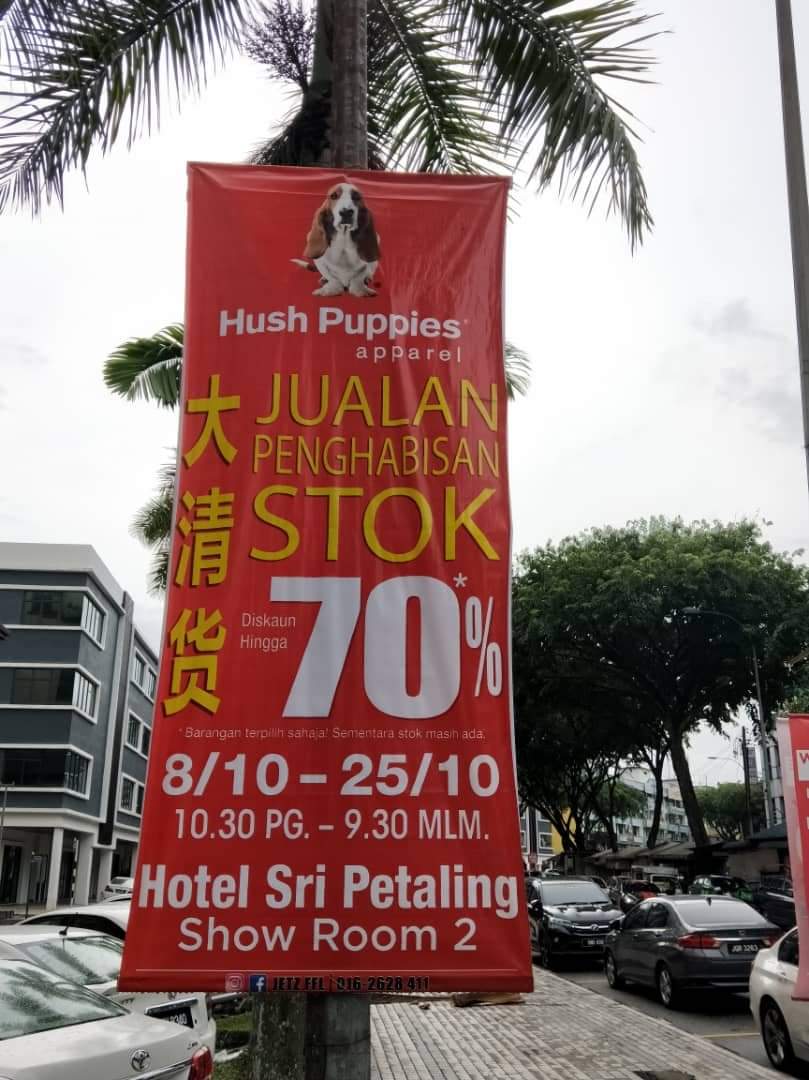 Hush Puppies
apparel
大清货
JUALAN
PENGHABISAN
STOK
Diskaun
Hingga
70*%
* Barangan terpilih sahaja! Sementara stok masih ada.
8/10 – 25/10
10.30 PG. – 9.30 MLM.
Hotel Sri Petaling
Show Room 2
JETZ FFL | 016-2628 411